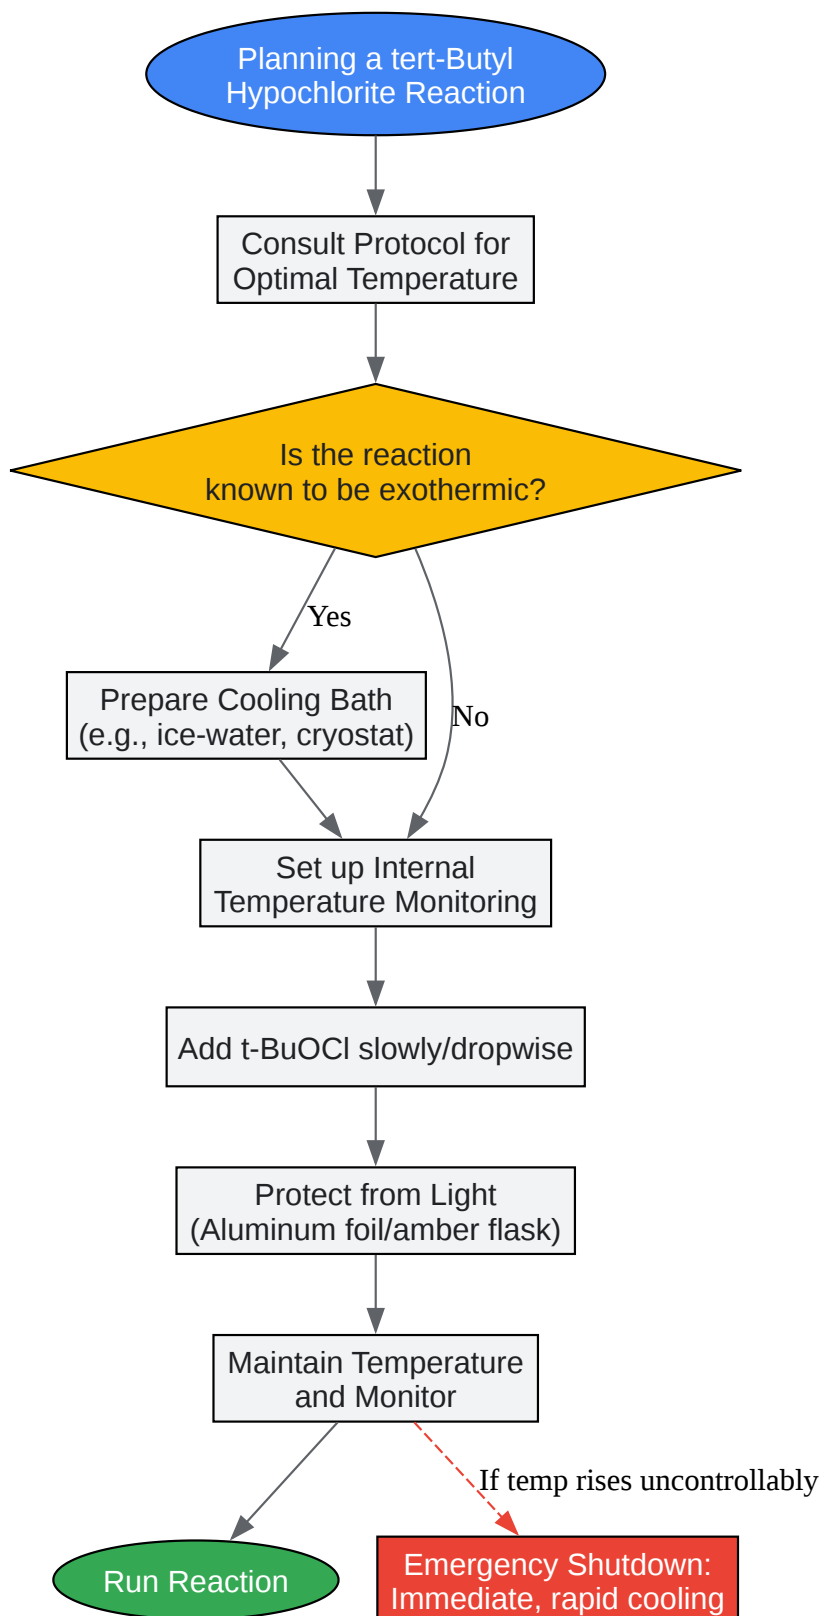 Planning a tert-Butyl
Hypochlorite Reaction
Consult Protocol for
Optimal Temperature
Is the reaction
known to be exothermic?
Yes
Prepare Cooling Bath
(e.g., ice-water, cryostat)
No
Set up Internal
Temperature Monitoring
Add t-BuOCl slowly/dropwise
Protect from Light
(Aluminum foil/amber flask)
Maintain Temperature
and Monitor
If temp rises uncontrollably
Run Reaction
Emergency Shutdown:
Immediate, rapid cooling